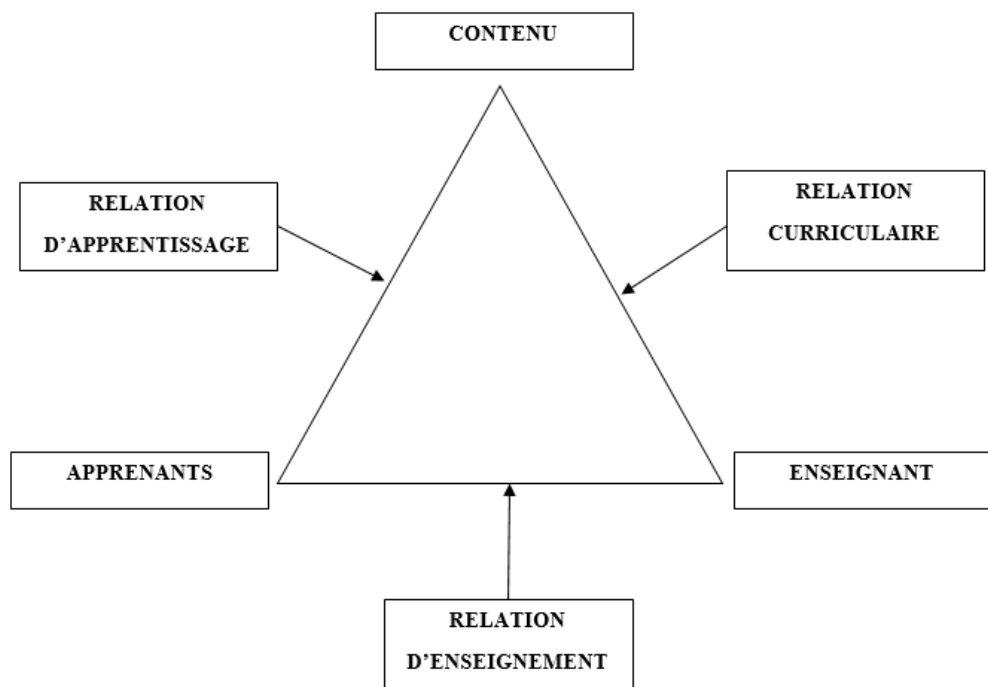 CONTENU
RELATION
D’APPRENTISSAGE
RELATION
CURRICULAIRE
APPRENANTS
ENSEIGNANT
RELATION
D’ENSEIGNEMENT